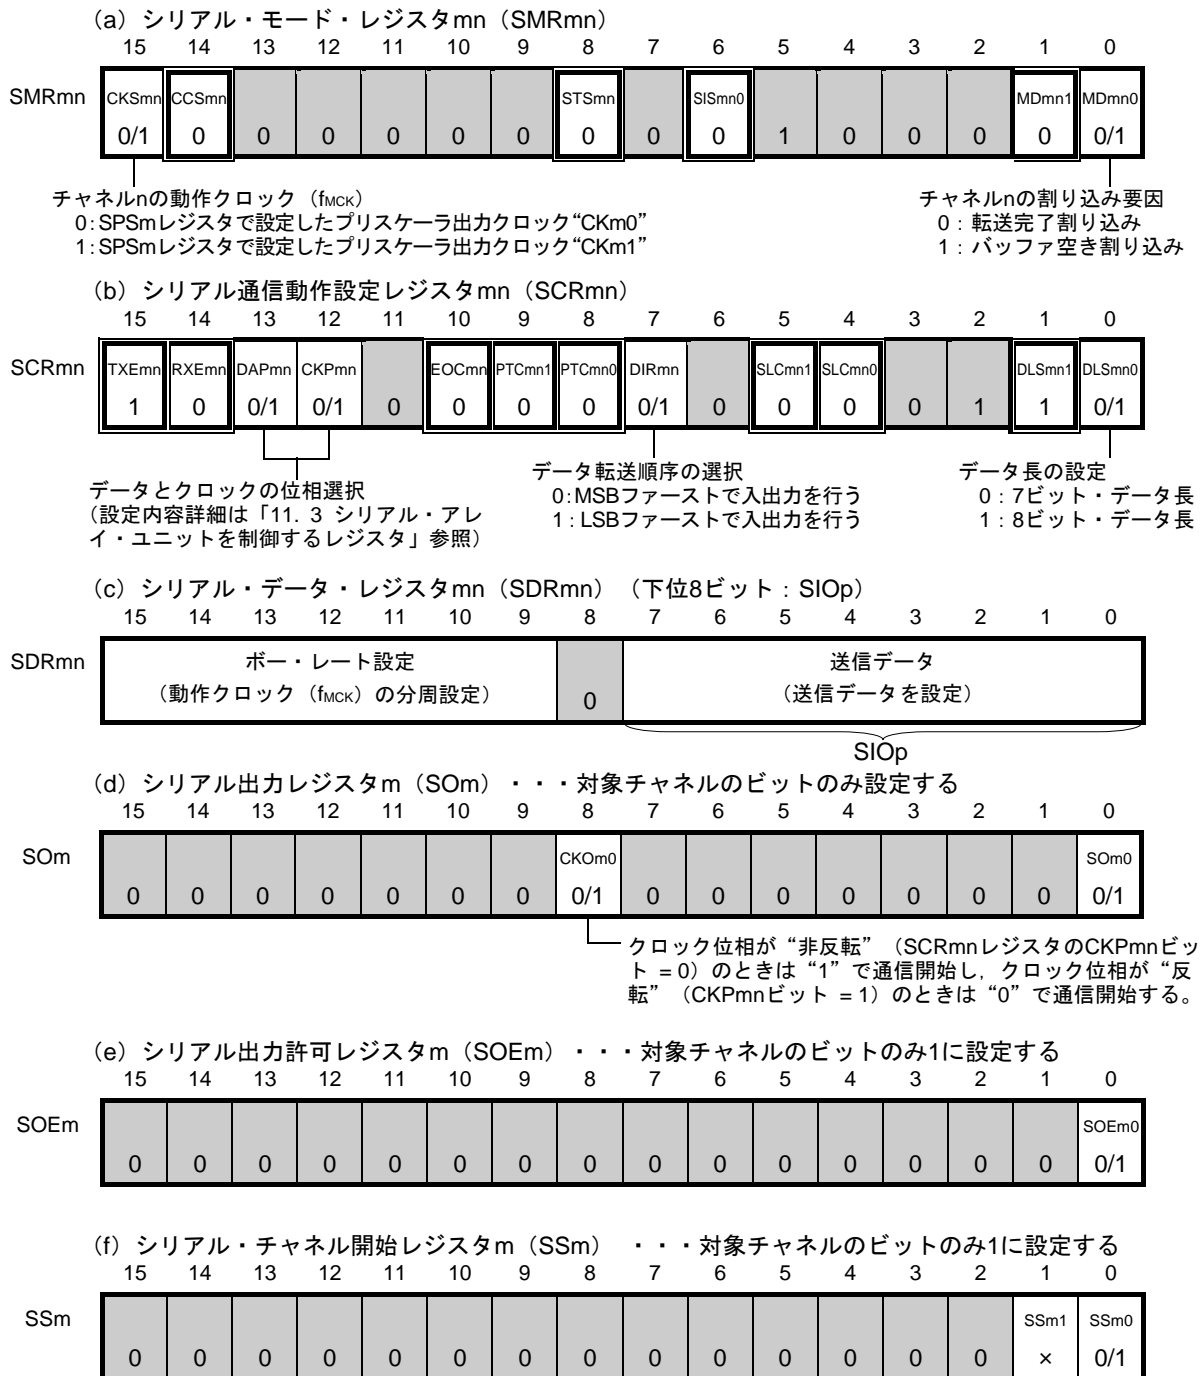 (a) シリアル・モード・レジスタmn（SMRmn）
15 14 13 12 11 10 9 8 7 6 5 4 3 2 1 0
SMRmn CKSmn CCSmn STSmn SISmn0 MDmn1 MDmn0
0/1 0 0 0 0 0 0 0 0 0 1 0 0 0 0 0/1
チャネルnの動作クロック（fMCK）
0：SPSmレジスタで設定したプリスケーラ出力クロック“CKm0”
1：SPSmレジスタで設定したプリスケーラ出力クロック“CKm1”
チャネルnの割り込み要因
0：転送完了割り込み
1：バッファ空き割り込み
(b) シリアル通信動作設定レジスタmn（SCRmn）
15 14 13 12 11 10 9 8 7 6 5 4 3 2 1 0
SCRmn TXEmn RXEmn DAPmn CKPmn EOCmn PTCmn1 PTCmn0 DIRmn SLCmn1 SLCmn0 DLSmn1 DLSmn0
1 0 0/1 0/1 0 0 0 0 0/1 0 0 0 0 1 1 0/1
データとクロックの位相選択
（設定内容詳細は「11. 3 シリアル・アレ
イ・ユニットを制御するレジスタ」参照）
データ転送順序の選択
0：MSBファーストで入出力を行う
1：LSBファーストで入出力を行う
データ長の設定
0：7ビット・データ長
1：8ビット・データ長
(c) シリアル・データ・レジスタmn（SDRmn）（下位8ビット：SIOp）
15 14 13 12 11 10 9 8 7 6 5 4 3 2 1 0
SDRmn ボー・レート設定 送信データ
（動作クロック（fMCK）の分周設定） 0 （送信データを設定）
SIOp
(d) シリアル出力レジスタm（SOm）・・・対象チャネルのビットのみ設定する
15 14 13 12 11 10 9 8 7 6 5 4 3 2 1 0
SOm CKOm0 SOm0
0 0 0 0 0 0 0 0/1 0 0 0 0 0 0 0 0/1
クロック位相が“非反転”（SCRmnレジスタのCKPmnビッ
ト = 0）のときは“1”で通信開始し，クロック位相が“反
転”（CKPmnビット = 1）のときは“0”で通信開始する。
(e) シリアル出力許可レジスタm（SOEm）・・・対象チャネルのビットのみ1に設定する
15 14 13 12 11 10 9 8 7 6 5 4 3 2 1 0
SOEm SOEm0
0 0 0 0 0 0 0 0 0 0 0 0 0 0 0 0/1
(f) シリアル・チャネル開始レジスタm（SSm） ・・・対象チャネルのビットのみ1に設定する
15 14 13 12 11 10 9 8 7 6 5 4 3 2 1 0
SSm SSm1 SSm0
0 0 0 0 0 0 0 0 0 0 0 0 0 0 × 0/1